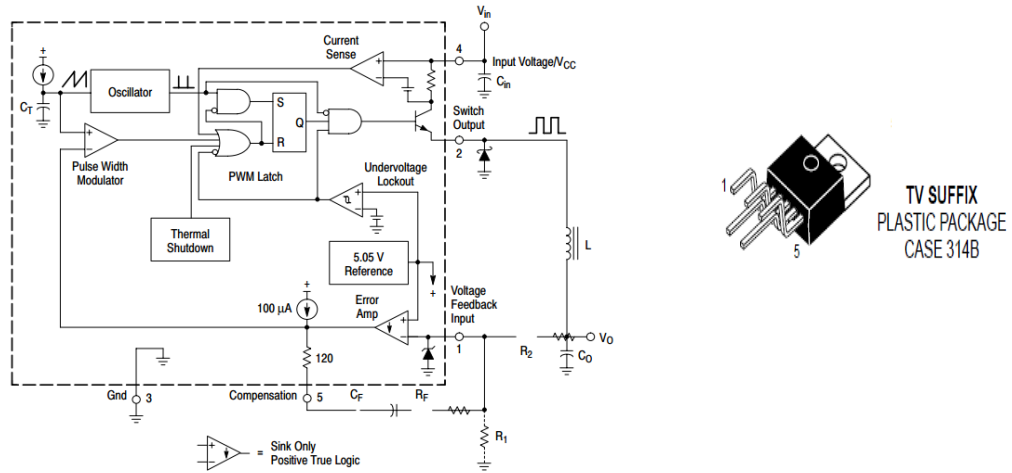 Vin
4
Input Voltage/VCC
Cin
Current
Sense
+
−
+
CT
Oscillator
S
Q
R
Switch
Output
2
+
−
Pulse Width
Modulator
PWM Latch
Undervoltage
Lockout
+
−
Thermal
Shutdown
L
5.05 V
Reference
+
+
100 µA
Error
Amp
+
−
Voltage
Feedback
Input
1
R2
VO
CO
120
Gnd
3
Compensation
5
CF
RF
R1
+
−
=
Sink Only
Positive True Logic
1
5
TV SUFFIX
PLASTIC PACKAGE
CASE 314B